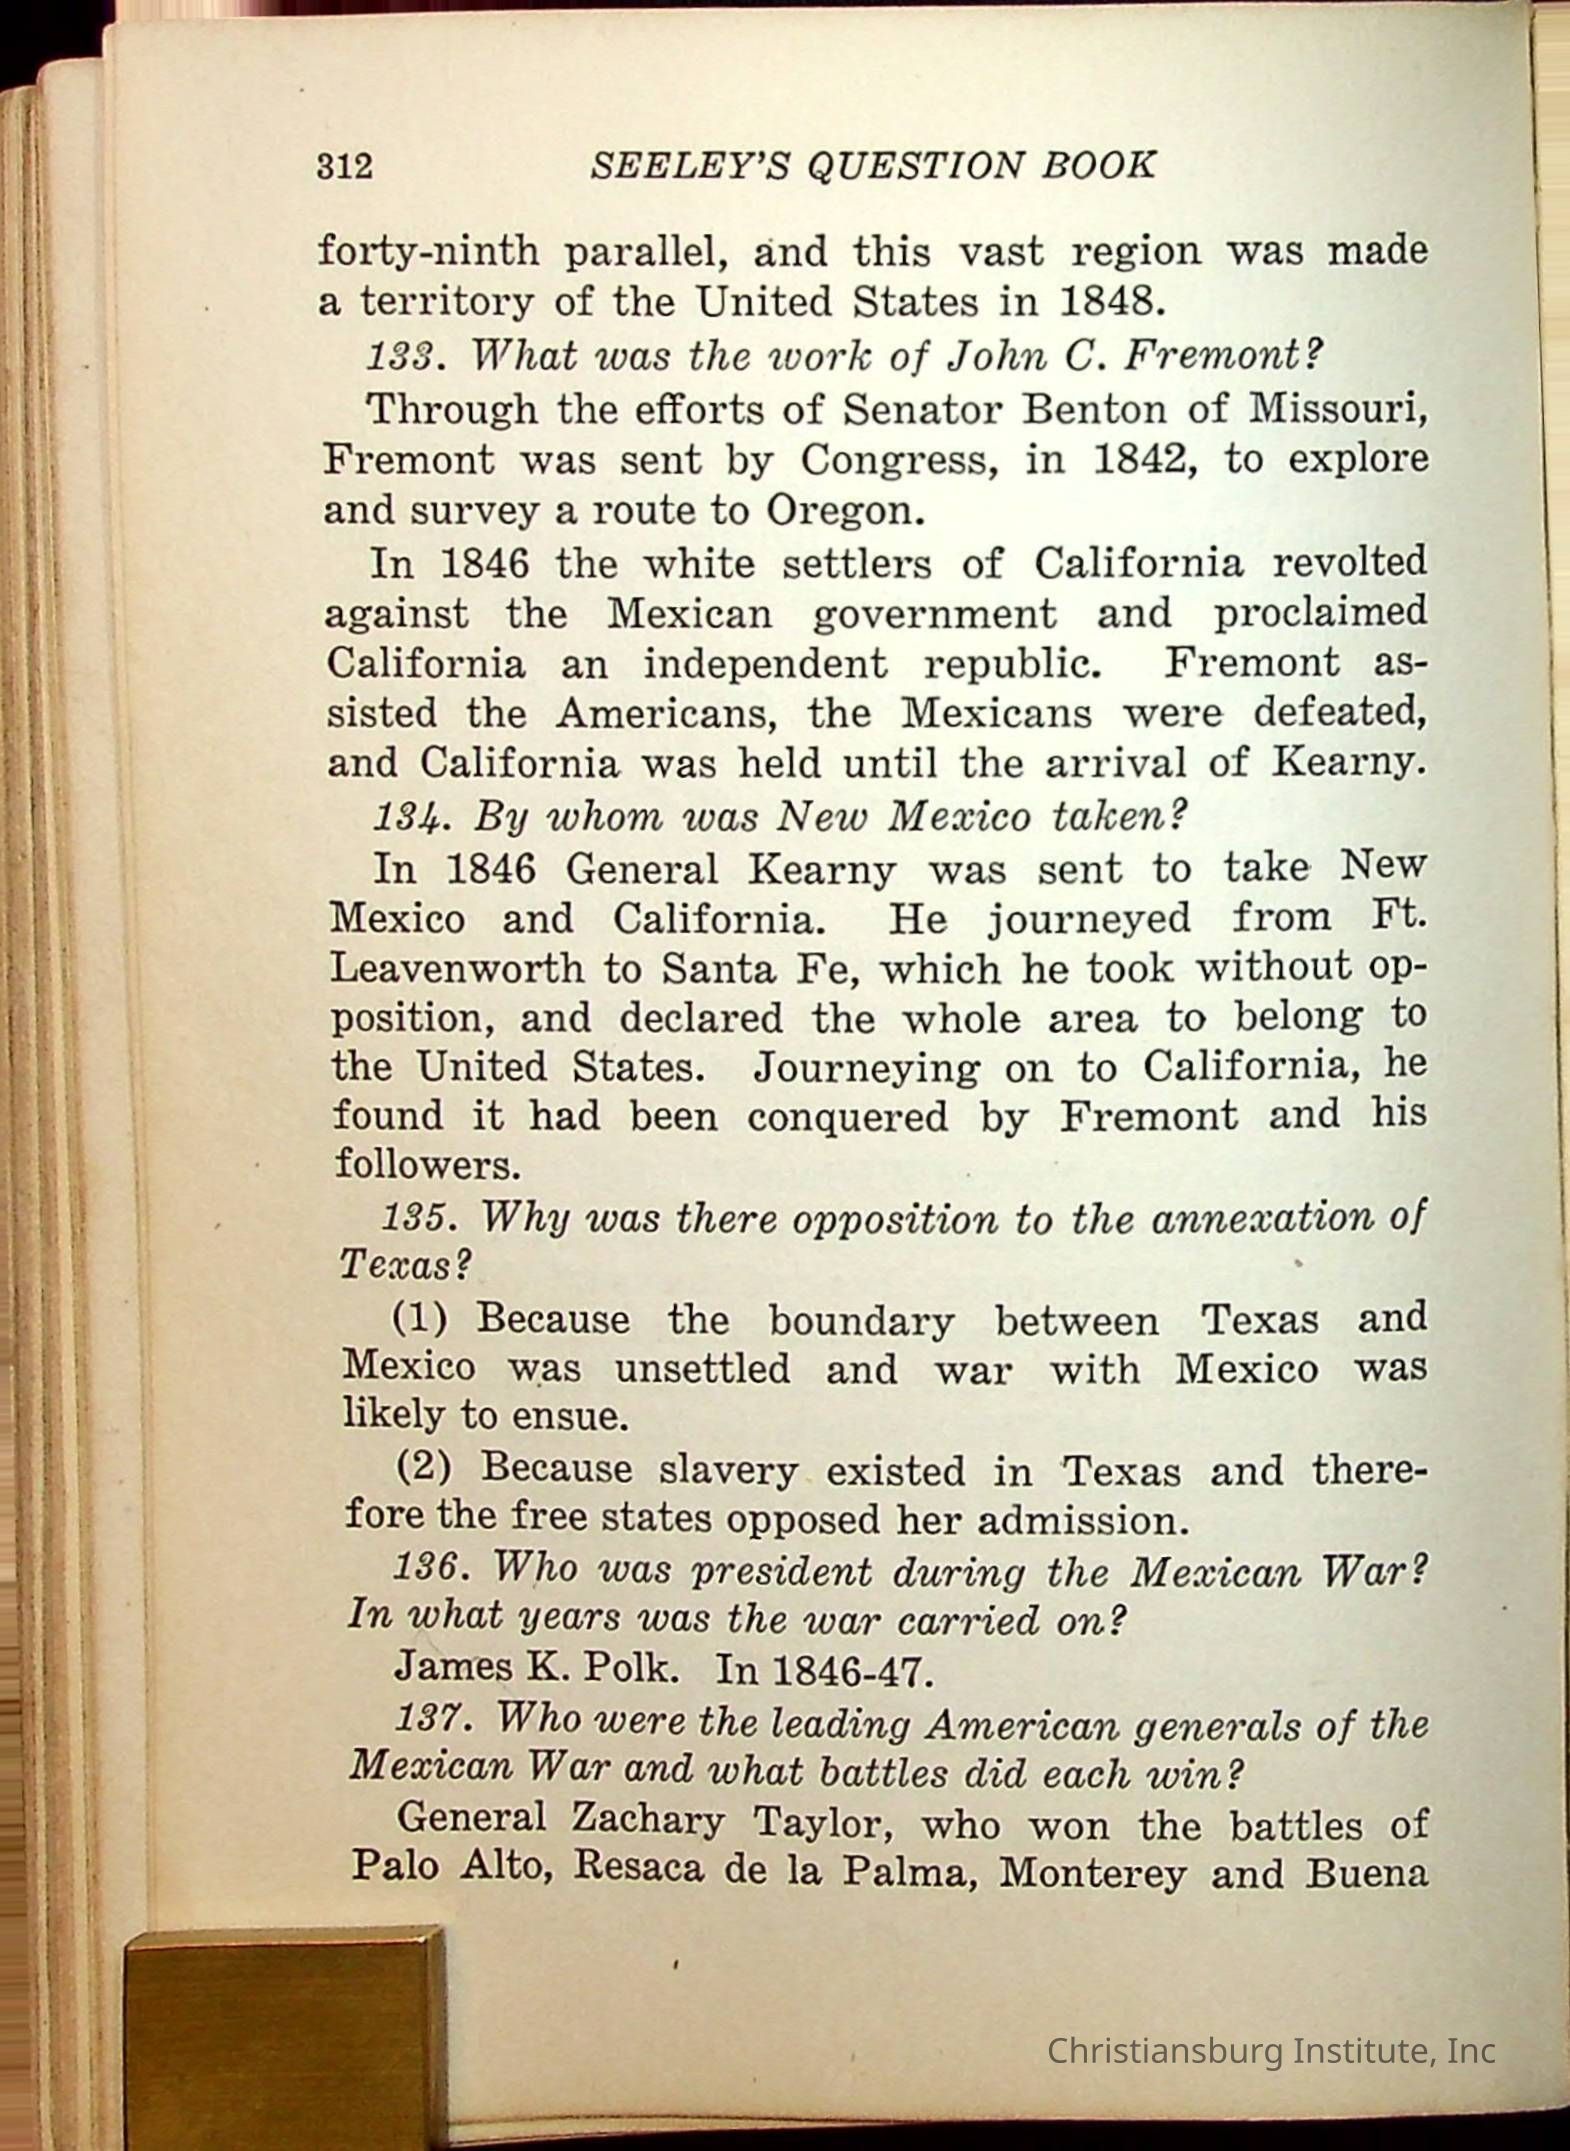 312 SEELEY'S QUESTION BOOK
forty-ninth parallel, and this vast region was made
a territory of the United States in 1848.
133. What was the work of John C. Fremont?
Through the efforts of Senator Benton of Missouri,
Fremont was sent by Congress, in 1842, to explore
and survey a route to Oregon.
In 1846 the white settlers of California revolted
against the Mexican government and proclaimed
California an independent republic. Fremont as-
sisted the Americans, the Mexicans were defeated,
and California was held until the arrival of Kearny.
134. By whom was New Mexico taken?
In 1846 General Kearny was sent to take New
Mexico and California. He journeyed from Ft.
Leavenworth to Santa Fe, which he took without op-
position, and declared the whole area to belong to
the United States. Journeying on to California, he
found it had been conquered by Fremont and his
followers.
135. Why was there opposition to the annexation of
Texas?
(1) Because the boundary between Texas and
Mexico was unsettled and war with Mexico was
likely to ensue.
(2) Because slavery existed in Texas and there-
fore the free states opposed her admission.
136. Who was president during the Mexican War?
In what years was the war carried on?
James K. Polk. In 1846-47.
137. Who were the leading American generals of the
Mexican War and what battles did each win?
General Zachary Taylor, who won the battles of
Palo Alto, Resaca de la Palma, Monterey and Buena
Christiansburg Institute, Inc